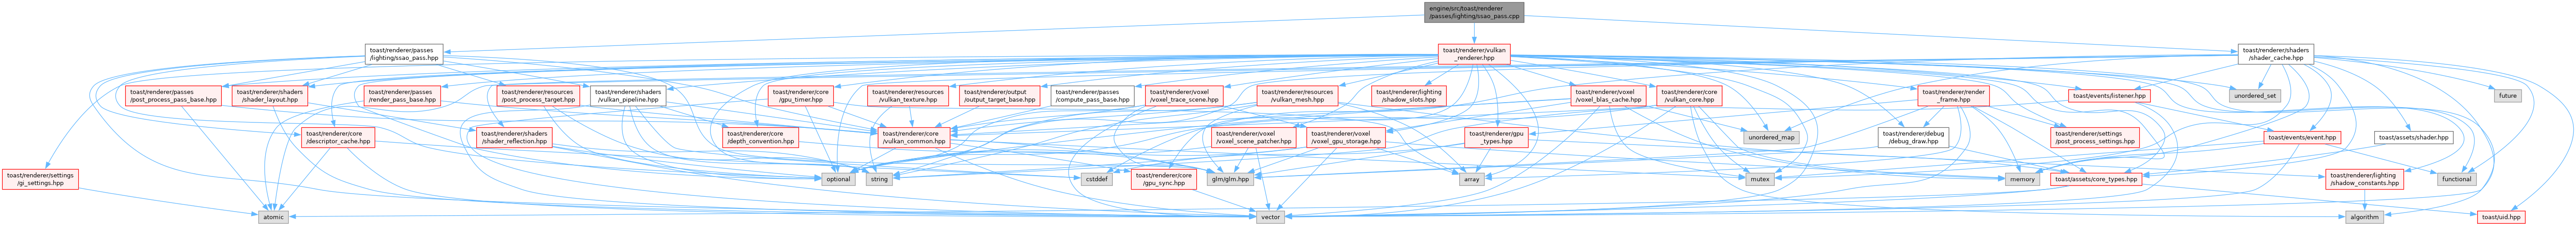 engine/src/toast/renderer
/passes/lighting/ssao_pass.cpp
toast/renderer/passes
/lighting/ssao_pass.hpp
toast/renderer/vulkan
_renderer.hpp
toast/renderer/shaders
/shader_cache.hpp
toast/renderer/passes
/post_process_pass_base.hpp
toast/renderer/shaders
/shader_layout.hpp
toast/renderer/passes
/render_pass_base.hpp
toast/renderer/resources
/post_process_target.hpp
toast/renderer/shaders
/vulkan_pipeline.hpp
toast/renderer/core
/gpu_timer.hpp
toast/renderer/resources
/vulkan_texture.hpp
toast/renderer/output
/output_target_base.hpp
toast/renderer/passes
/compute_pass_base.hpp
toast/renderer/voxel
/voxel_trace_scene.hpp
toast/renderer/resources
/vulkan_mesh.hpp
toast/renderer/lighting
/shadow_slots.hpp
toast/renderer/voxel
/voxel_blas_cache.hpp
toast/renderer/core
/vulkan_core.hpp
toast/renderer/render
_frame.hpp
toast/events/listener.hpp
unordered_set
future
toast/renderer/core
/descriptor_cache.hpp
toast/renderer/shaders
/shader_reflection.hpp
toast/renderer/core
/depth_convention.hpp
toast/renderer/core
/vulkan_common.hpp
toast/renderer/voxel
/voxel_scene_patcher.hpp
toast/renderer/voxel
/voxel_gpu_storage.hpp
toast/renderer/gpu
_types.hpp
unordered_map
toast/renderer/debug
/debug_draw.hpp
toast/renderer/settings
/post_process_settings.hpp
toast/events/event.hpp
toast/assets/shader.hpp
toast/renderer/settings
/gi_settings.hpp
optional
string
cstddef
toast/renderer/core
/gpu_sync.hpp
glm/glm.hpp
array
mutex
memory
toast/assets/core_types.hpp
toast/renderer/lighting
/shadow_constants.hpp
functional
atomic
vector
algorithm
toast/uid.hpp